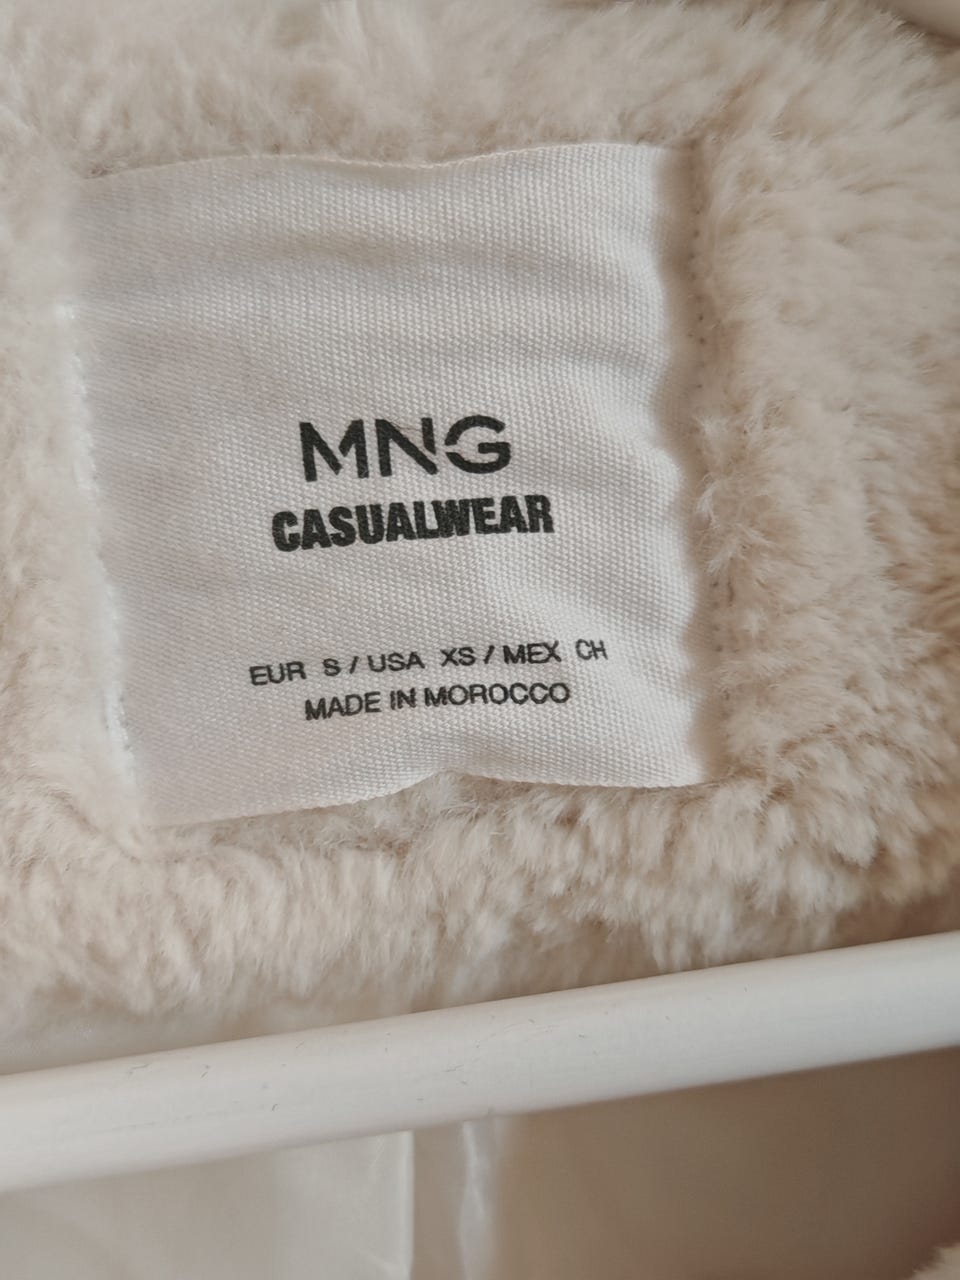 MNG
CASUALWEAR
EUR S / USA XS / MEX CH
MADE IN MOROCCO